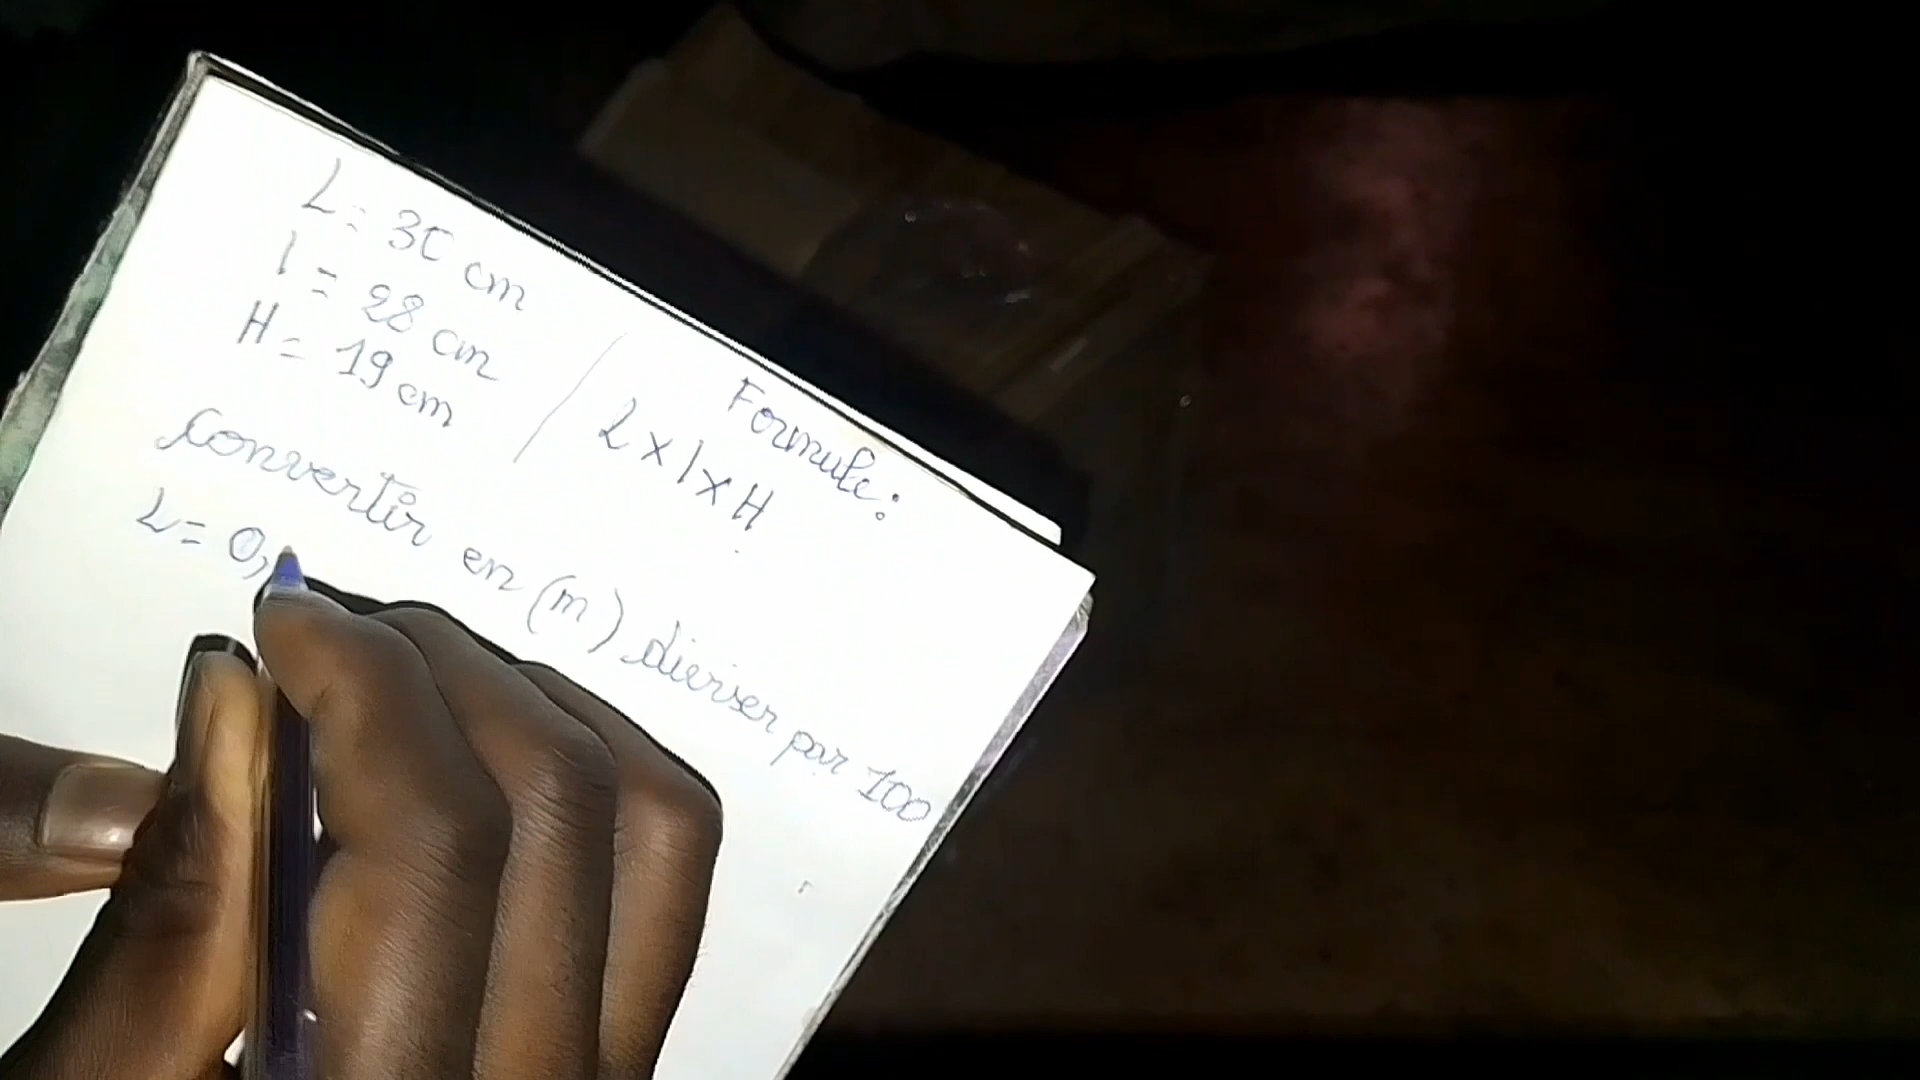 L = 30 cm
l = 28 cm
H = 19 cm
Formule :
L x l x H
convertir en (m) diviser par 100
L = 0,